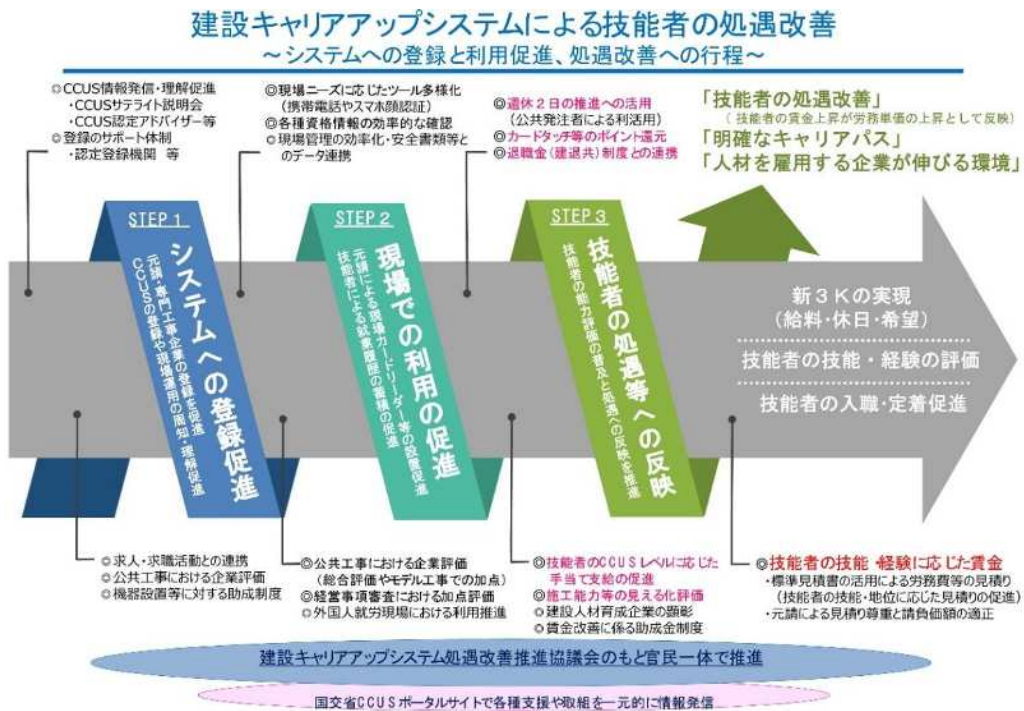 建設キャリアアップシステムによる技能者の処遇改善
～システムへの登録と利用促進、処遇改善への行程～
◎CCUS情報発信・理解促進
・CCUSサテライト説明会
・CCUS認定アドバイザー等
◎登録のサポート体制
・認定登録機関 等
◎現場ニーズに応じたツール多様化
（携帯電話やスマホ顔認証）
◎各種資格情報の効率的な確認
◎現場管理の効率化・安全書類等と
のデータ連携
◎週休２日の推進への活用
（公共発注者による利活用）
◎カードタッチ等のポイント還元
◎退職金（建退共）制度との連携
「技能者の処遇改善」
（ 技能者の賃金上昇が労務単価の上昇として反映）
「明確なキャリアパス」
「人材を雇用する企業が伸びる環境」
STEP 1
システムへの登録促進
元請・専門工事企業の登録を促進
CCUSの登録や現場運用の周知・理解促進
STEP 2
現場での利用の促進
元請による現場カードリーダー等の設置促進
技能者による就業履歴の蓄積の促進
STEP 3
技能者の処遇等への反映
技能者の能力評価の普及と処遇への反映を推進
新３Ｋの実現
（給料・休日・希望）
技能者の技能・経験の評価
技能者の入職・定着促進
◎求人・求職活動との連携
◎公共工事における企業評価
◎機器設置等に対する助成制度
◎公共工事における企業評価
（総合評価やモデル工事での加点）
◎経営事項審査における加点評価
◎外国人就労現場における利用推進
◎技能者のCCUSレベルに応じた
手当て支給の促進
◎施工能力等の見える化評価
◎建設人材育成企業の顕彰
◎賃金改善に係る助成金制度
◎技能者の技能・経験に応じた賃金
・標準見積書の活用による労務費等の見積り
（技能者の技能・地位に応じた見積りの促進）
・元請による見積り尊重と請負価額の適正
建設キャリアアップシステム処遇改善推進協議会のもと官民一体で推進
国交省CCUSポータルサイトで各種支援や取組を一元的に情報発信